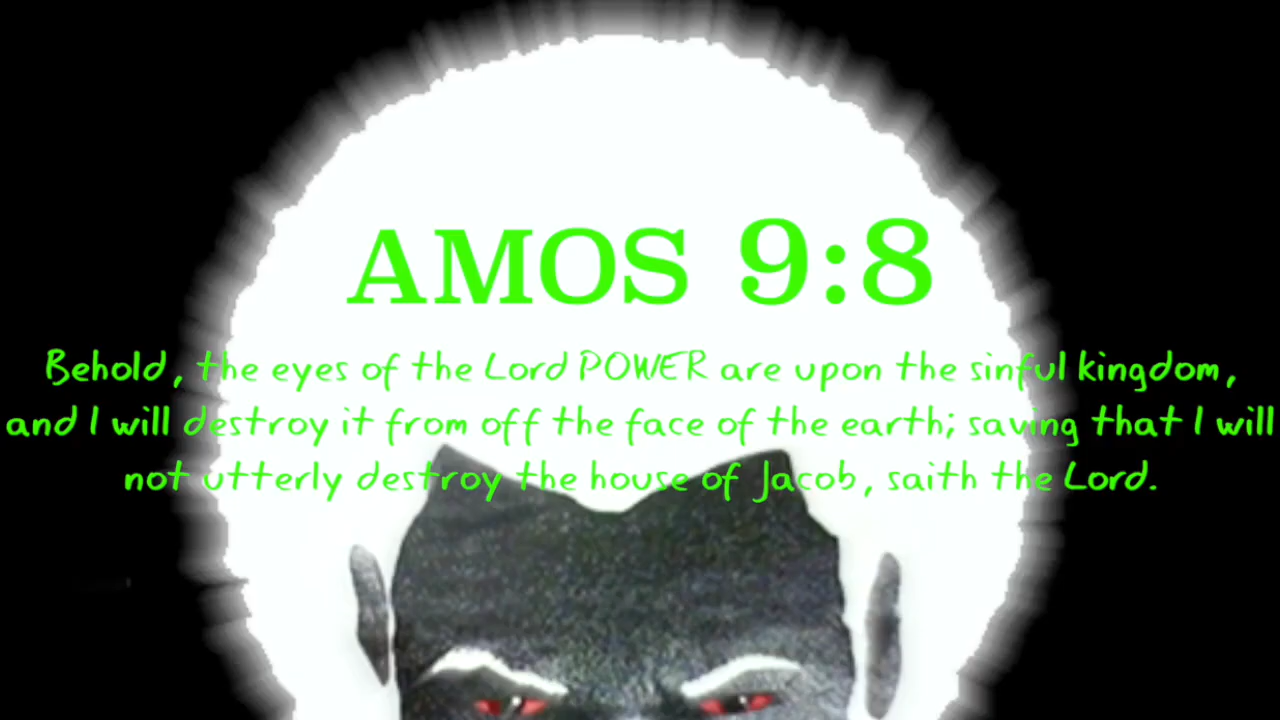 AMOS 9:8
Behold, the eyes of the Lord POWER are upon the sinful kingdom,
and I will destroy it from off the face of the earth; saving that I will
not utterly destroy the house of Jacob, saith the Lord.